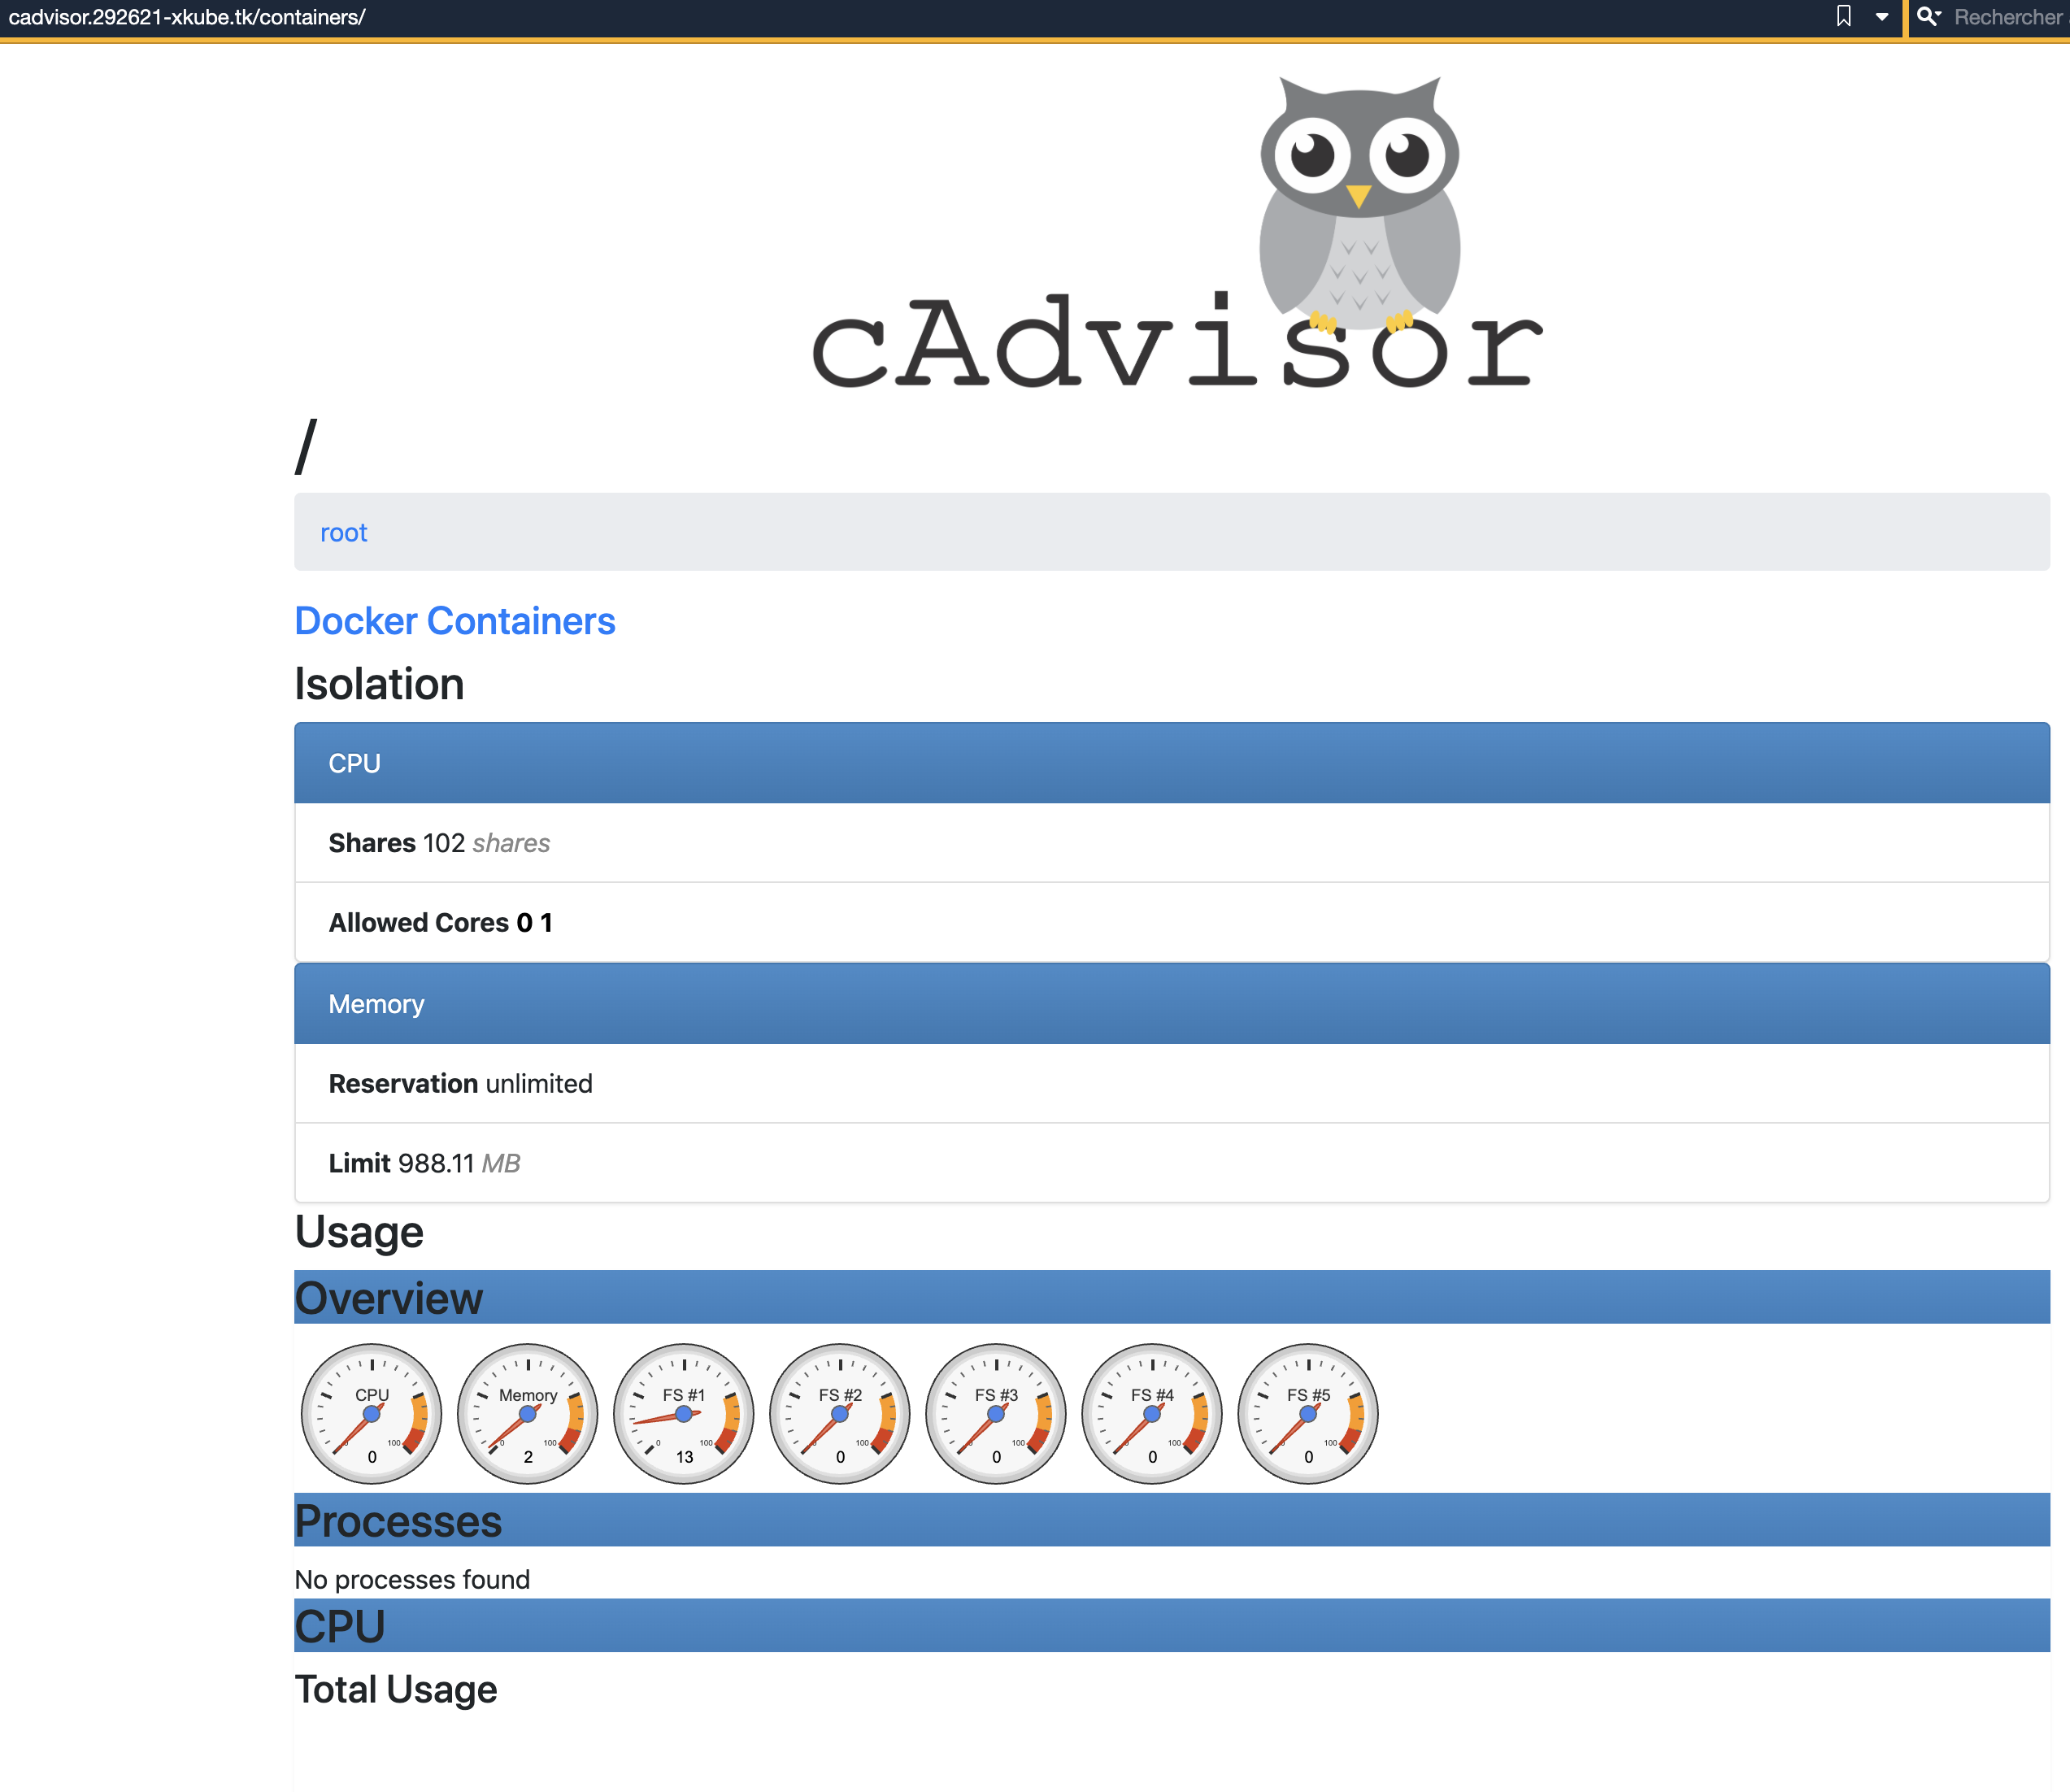 cadvisor.292621-xkube.tk/containers/
Rechercher
cAdvisor
/
root
Docker Containers
Isolation
CPU
Shares 102 shares
Allowed Cores 0 1
Memory
Reservation unlimited
Limit 988.11 MB
Usage
Overview
CPU
0
100
0
Memory
0
100
2
FS #1
0
100
13
FS #2
0
100
0
FS #3
0
100
0
FS #4
0
100
0
FS #5
0
100
0
Processes
No processes found
CPU
Total Usage